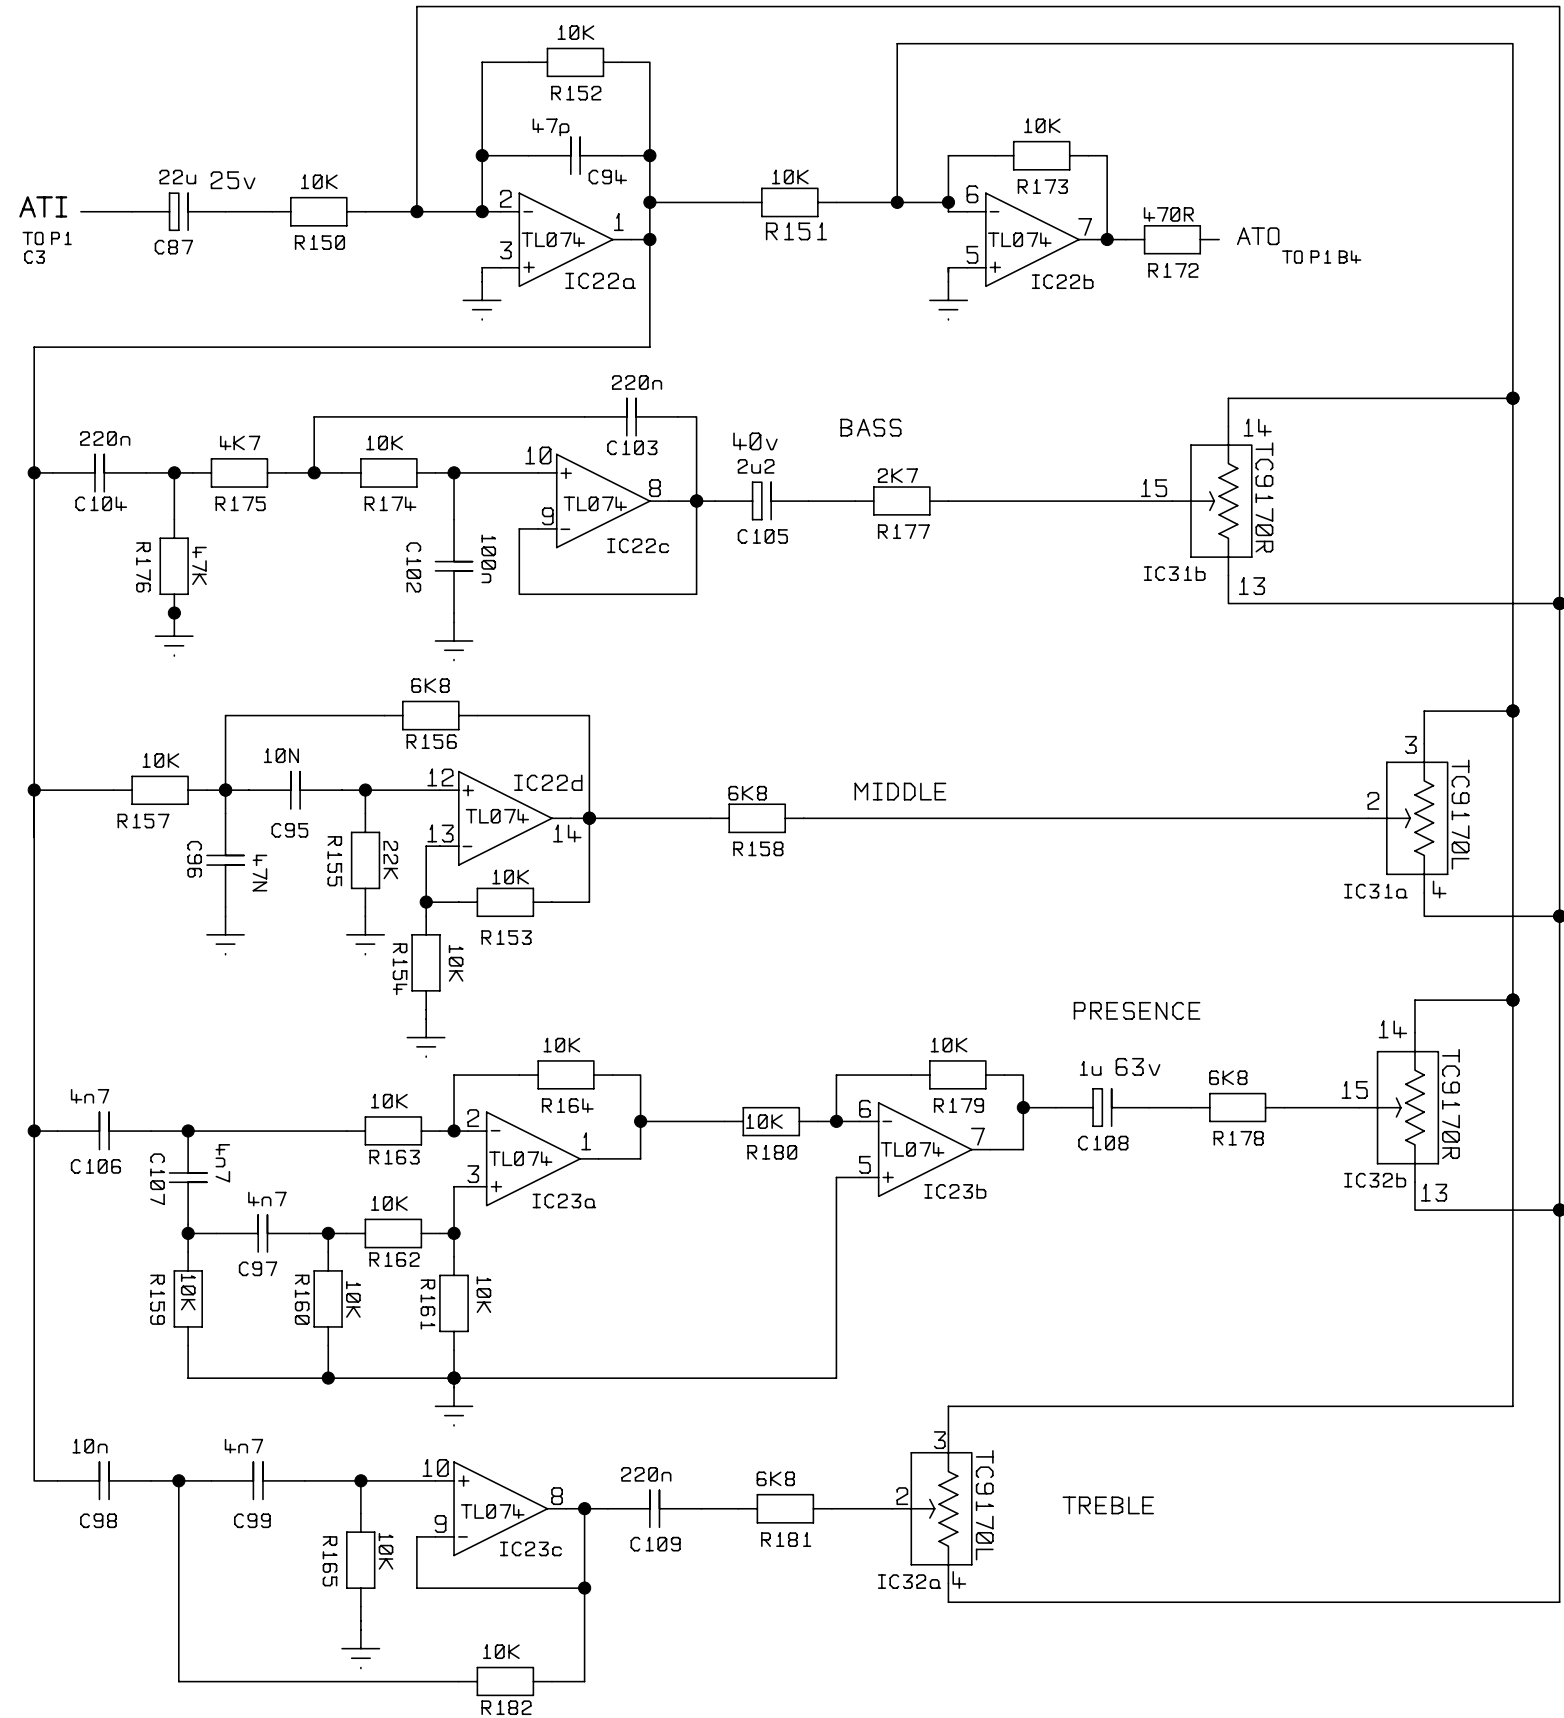 10K
R152
47p
C94
ATI
TO P1
C3
22u 25v
C87
10K
R150
2
3
TL074
1
IC22a
10K
R151
10K
R173
6
5
TL074
7
IC22b
470R
R172
ATO
TO P1 B4
220n
C104
R176
47K
4K7
R175
10K
R174
C102
100n
220n
C103
10
9
TL074
8
IC22c
40v
2u2
C105
BASS
2K7
R177
15
14
TC9170R
IC31b
13
6K8
R156
10K
R157
C96
47N
10N
C95
R155
22K
12
13
TL074
14
IC22d
10K
R153
R154
10K
6K8
R158
MIDDLE
2
3
TC9170L
IC31a
4
4n7
C106
C107
4n7
10K
R163
4n7
C97
10K
R162
R159
10K
R160
10K
R161
10K
10K
R164
2
3
TL074
1
IC23a
10K
R180
10K
R179
6
5
TL074
7
IC23b
PRESENCE
1u 63v
C108
6K8
R178
15
14
TC9170R
IC32b
13
10n
C98
4n7
C99
R165
10K
10
9
TL074
8
IC23c
10K
R182
220n
C109
6K8
R181
2
3
TC9170L
IC32a
4
TREBLE